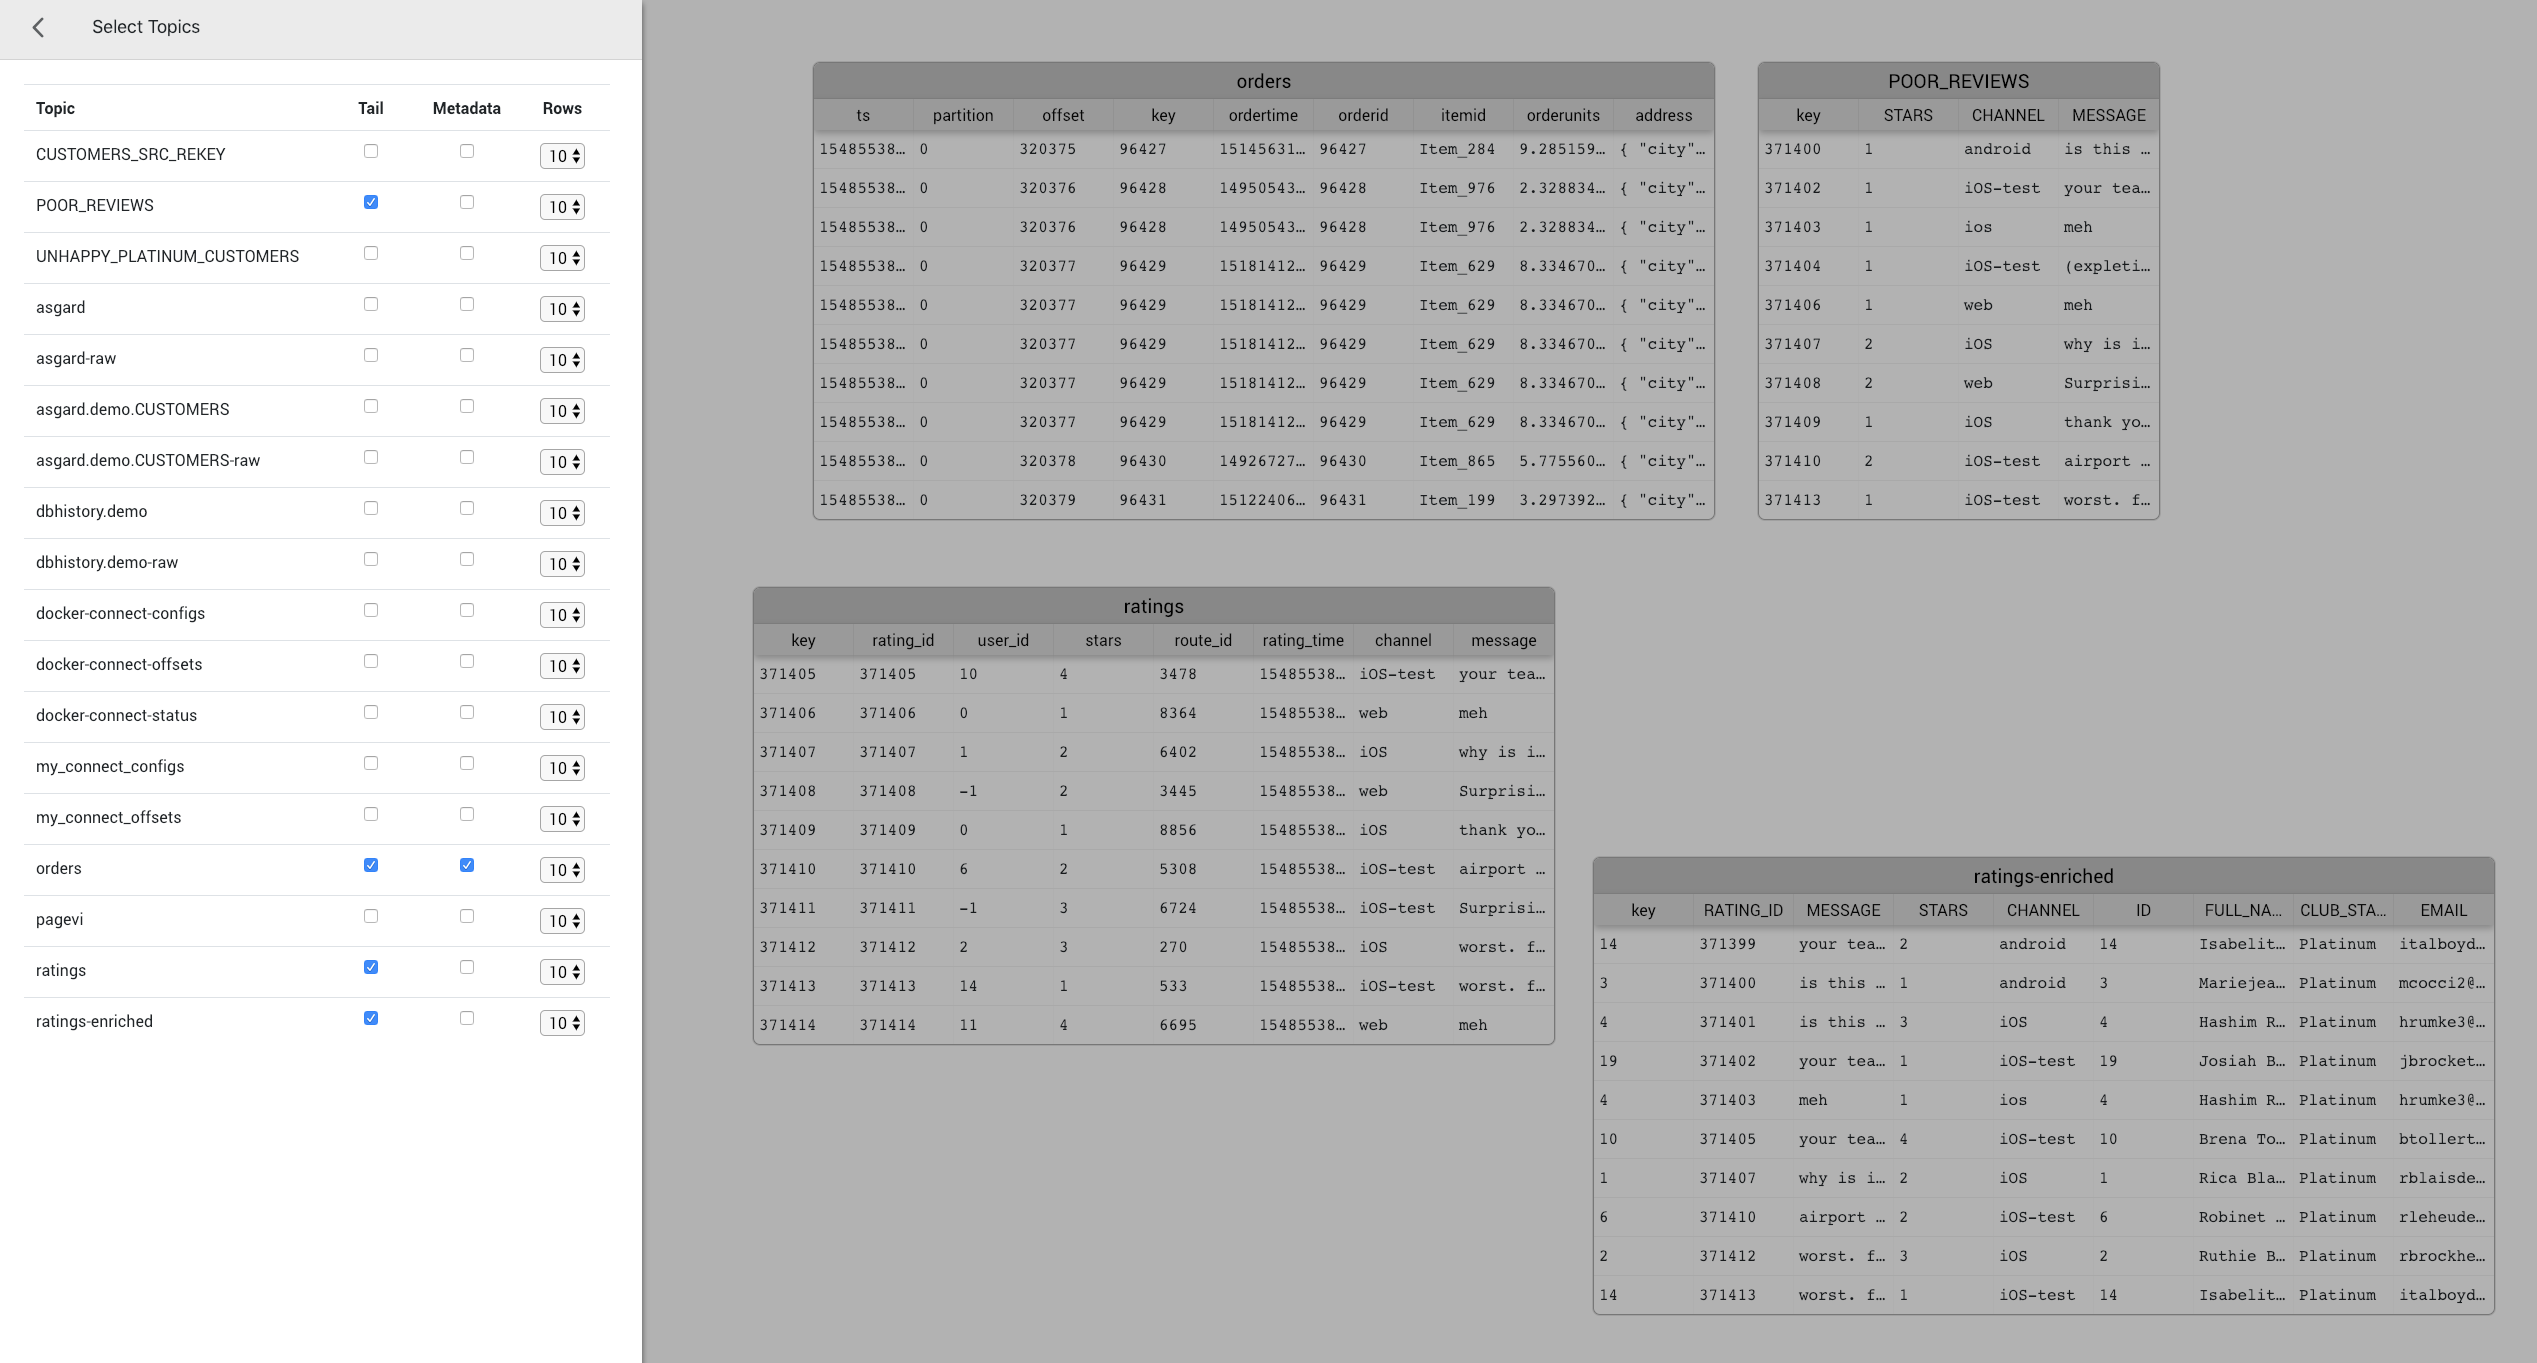 Select Topics
Topic Tail Metadata Rows
CUSTOMERS_SRC_REKEY 10
POOR_REVIEWS 10
UNHAPPY_PLATINUM_CUSTOMERS 10
asgard 10
asgard-raw 10
asgard.demo.CUSTOMERS 10
asgard.demo.CUSTOMERS-raw 10
dbhistory.demo 10
dbhistory.demo-raw 10
docker-connect-configs 10
docker-connect-offsets 10
docker-connect-status 10
my_connect_configs 10
my_connect_offsets 10
orders 10
pagevi 10
ratings 10
ratings-enriched 10
orders
ts partition offset key ordertime orderid itemid orderunits address
15485538… 0 320375 96427 15145631… 96427 Item_284 9.285159… { "city"…
15485538… 0 320376 96428 14950543… 96428 Item_976 2.328834… { "city"…
15485538… 0 320376 96428 14950543… 96428 Item_976 2.328834… { "city"…
15485538… 0 320377 96429 15181412… 96429 Item_629 8.334670… { "city"…
15485538… 0 320377 96429 15181412… 96429 Item_629 8.334670… { "city"…
15485538… 0 320377 96429 15181412… 96429 Item_629 8.334670… { "city"…
15485538… 0 320377 96429 15181412… 96429 Item_629 8.334670… { "city"…
15485538… 0 320377 96429 15181412… 96429 Item_629 8.334670… { "city"…
15485538… 0 320378 96430 14926727… 96430 Item_865 5.775560… { "city"…
15485538… 0 320379 96431 15122406… 96431 Item_199 3.297392… { "city"…
POOR_REVIEWS
key STARS CHANNEL MESSAGE
371400 1 android is this …
371402 1 iOS-test your tea…
371403 1 ios meh
371404 1 iOS-test (expleti…
371406 1 web meh
371407 2 iOS why is i…
371408 2 web Surprisi…
371409 1 iOS thank yo…
371410 2 iOS-test airport …
371413 1 iOS-test worst. f…
ratings
key rating_id user_id stars route_id rating_time channel message
371405 371405 10 4 3478 15485538… iOS-test your tea…
371406 371406 0 1 8364 15485538… web meh
371407 371407 1 2 6402 15485538… iOS why is i…
371408 371408 -1 2 3445 15485538… web Surprisi…
371409 371409 0 1 8856 15485538… iOS thank yo…
371410 371410 6 2 5308 15485538… iOS-test airport …
371411 371411 -1 3 6724 15485538… iOS-test Surprisi…
371412 371412 2 3 270 15485538… iOS worst. f…
371413 371413 14 1 533 15485538… iOS-test worst. f…
371414 371414 11 4 6695 15485538… web meh
ratings-enriched
key RATING_ID MESSAGE STARS CHANNEL ID FULL_NA… CLUB_STA… EMAIL
14 371399 your tea… 2 android 14 Isabelit… Platinum italboyd…
3 371400 is this … 1 android 3 Mariejea… Platinum mcocci2@…
4 371401 is this … 3 iOS 4 Hashim R… Platinum hrumke3@…
19 371402 your tea… 1 iOS-test 19 Josiah B… Platinum jbrocket…
4 371403 meh 1 ios 4 Hashim R… Platinum hrumke3@…
10 371405 your tea… 4 iOS-test 10 Brena To… Platinum btollert…
1 371407 why is i… 2 iOS 1 Rica Bla… Platinum rblaisde…
6 371410 airport … 2 iOS-test 6 Robinet … Platinum rleheude…
2 371412 worst. f… 3 iOS 2 Ruthie B… Platinum rbrockhe…
14 371413 worst. f… 1 iOS-test 14 Isabelit… Platinum italboyd…